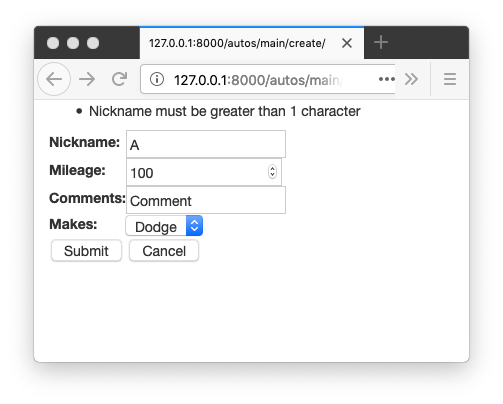 127.0.0.1:8000/autos/main/create/
127.0.0.1:8000/autos/main/
• Nickname must be greater than 1 character
Nickname: A
Mileage: 100
Comments: Comment
Makes: Dodge
Submit Cancel